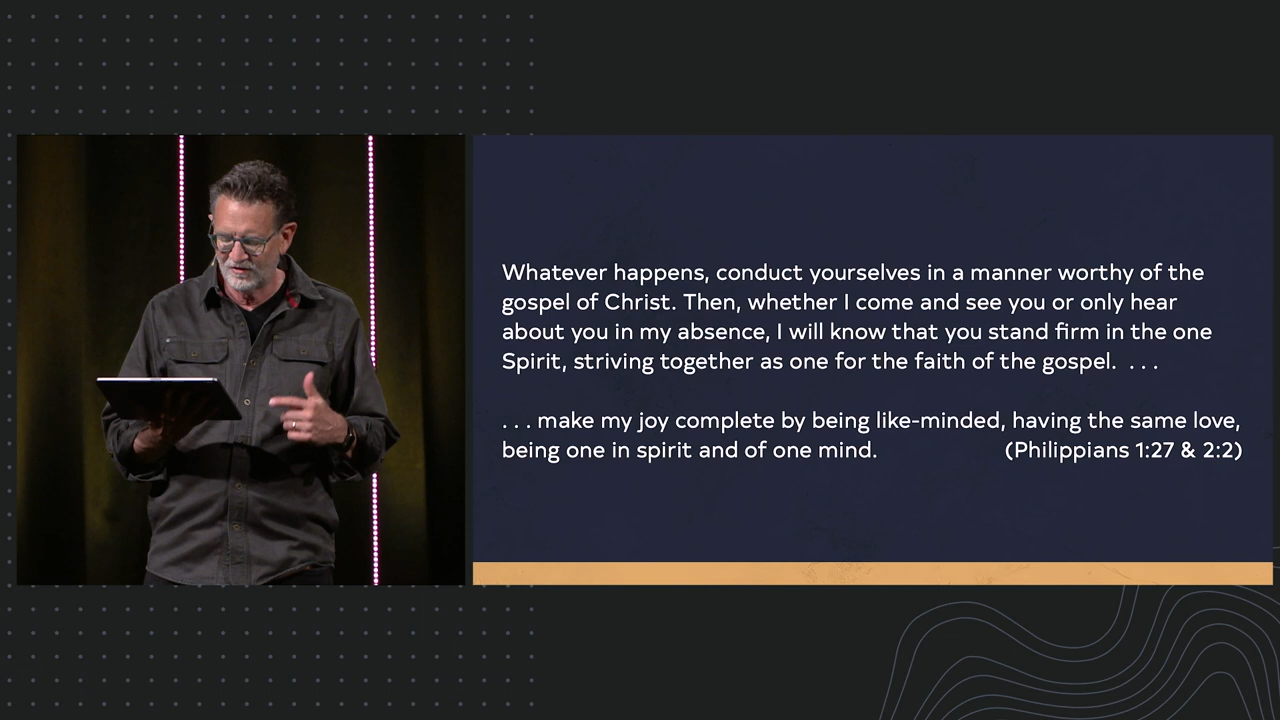 Whatever happens, conduct yourselves in a manner worthy of the
gospel of Christ. Then, whether I come and see you or only hear
about you in my absence, I will know that you stand firm in the one
Spirit, striving together as one for the faith of the gospel. . . .
. . . make my joy complete by being like-minded, having the same love,
being one in spirit and of one mind. (Philippians 1:27 & 2:2)